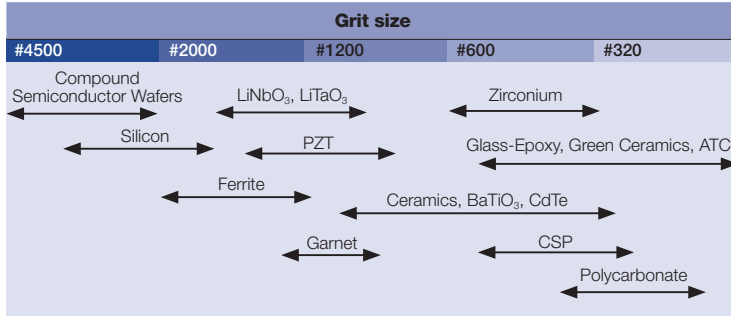 Grit size
#4500 #2000 #1200 #600 #320
Compound
Semiconductor Wafers
LiNbO₃, LiTaO₃
Zirconium
Silicon
PZT
Glass-Epoxy, Green Ceramics, ATC
Ferrite
Ceramics, BaTiO₃, CdTe
Garnet
CSP
Polycarbonate